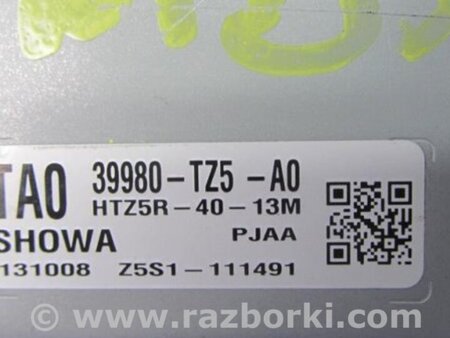 TA0 39980-TZ5 -A0
HTZ5R-40-13M
SHOWA PJAA
131008 Z5S1-111491
© www.razborki.com